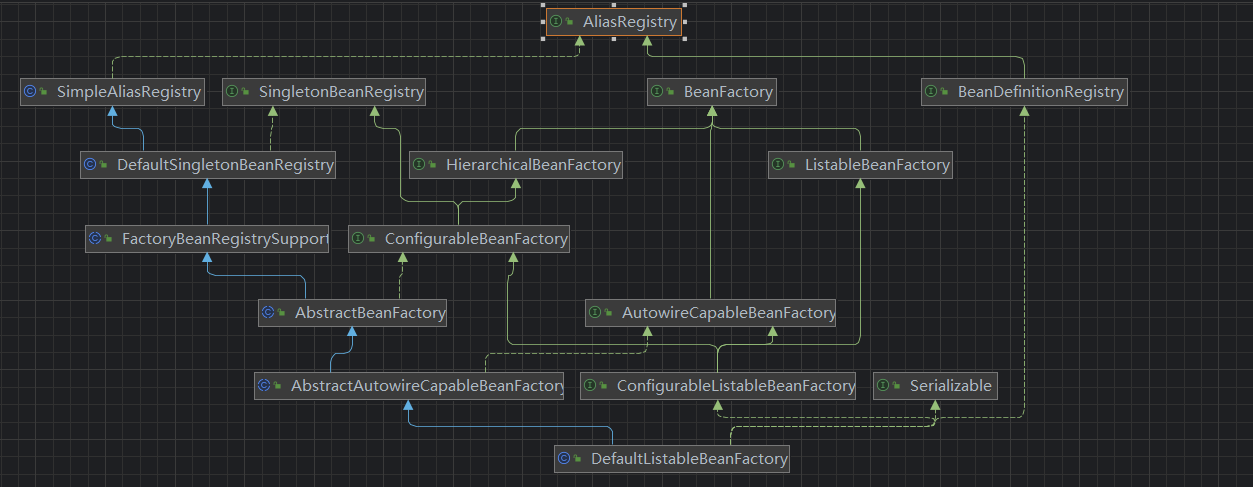 AliasRegistry
SimpleAliasRegistry
SingletonBeanRegistry
BeanFactory
BeanDefinitionRegistry
DefaultSingletonBeanRegistry
HierarchicalBeanFactory
ListableBeanFactory
FactoryBeanRegistrySupport
ConfigurableBeanFactory
AbstractBeanFactory
AutowireCapableBeanFactory
AbstractAutowireCapableBeanFactory
ConfigurableListableBeanFactory
Serializable
DefaultListableBeanFactory